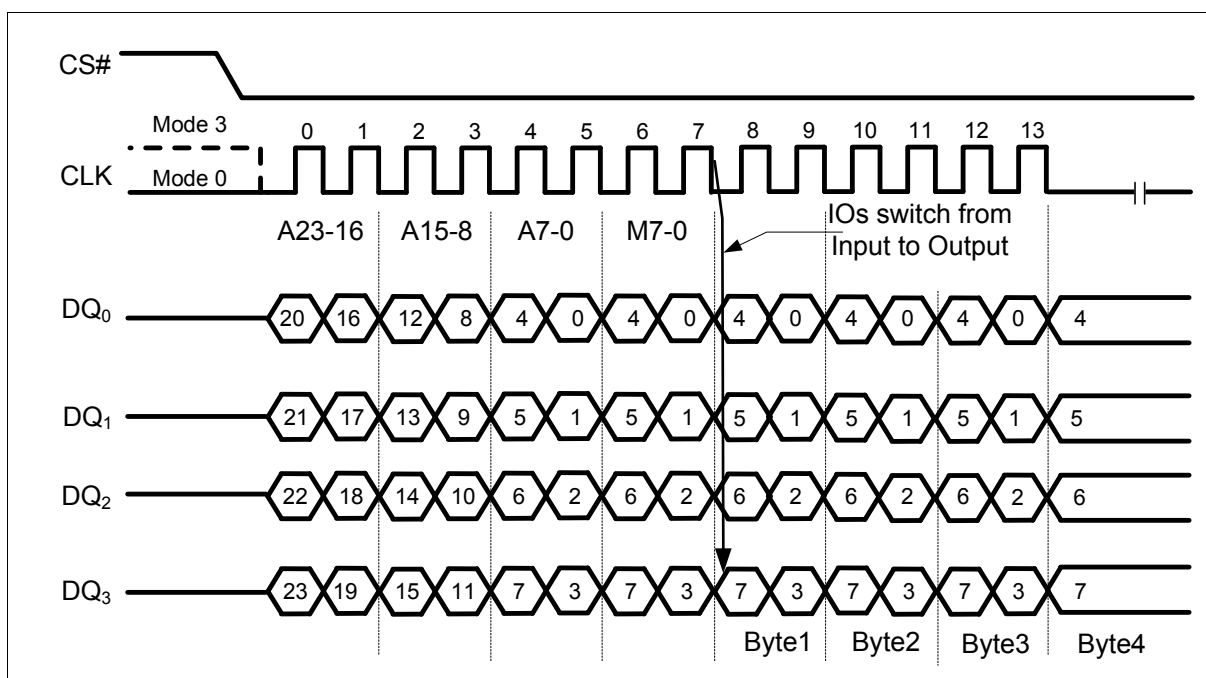 CS#
Mode 3
0 1 2 3 4 5 6 7 8 9 10 11 12 13
CLK
Mode 0
IOs switch from
A23-16 A15-8 A7-0 M7-0
Input to Output
DQ0 20 16 12 8 4 0 4 0 4 0 4 0 4 0 4
DQ1 21 17 13 9 5 1 5 1 5 1 5 1 5 1 5
DQ2 22 18 14 10 6 2 6 2 6 2 6 2 6 2 6
DQ3 23 19 15 11 7 3 7 3 7 3 7 3 7 3 7
Byte1 Byte2 Byte3 Byte4